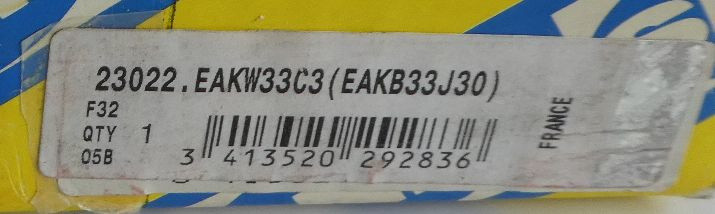 23022.EAKW33C3(EAKB33J30)
F32
QTY 1
05B
3 413520 292836
FRANCE